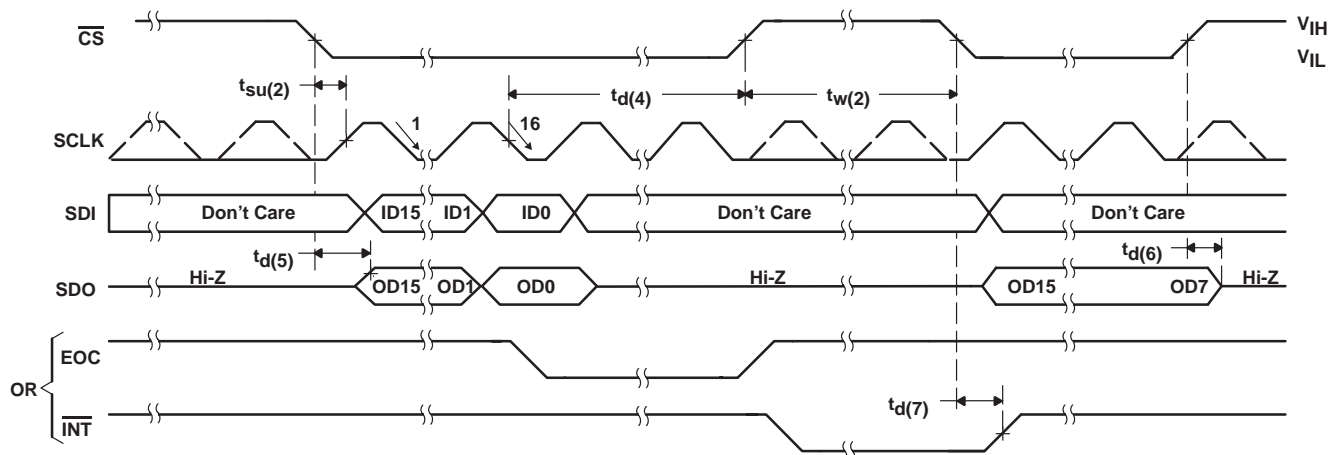 CS
VIH
VIL
tsu(2)
td(4)
tw(2)
SCLK
1
16
SDI
Don't Care
ID15
ID1
ID0
Don't Care
Don't Care
td(5)
td(6)
SDO
Hi-Z
OD15
OD1
OD0
Hi-Z
OD15
OD7
Hi-Z
EOC
OR
INT
td(7)